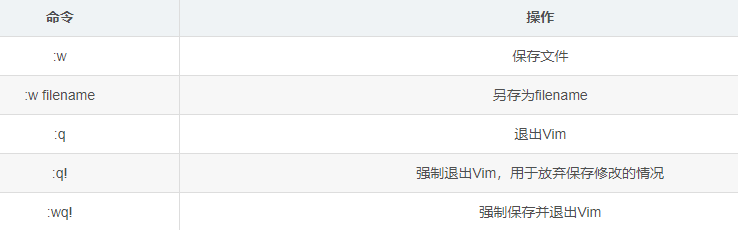 命令 操作
:w 保存文件
:w filename 另存为filename
:q 退出Vim
:q! 强制退出Vim，用于放弃保存修改的情况
:wq! 强制保存并退出Vim